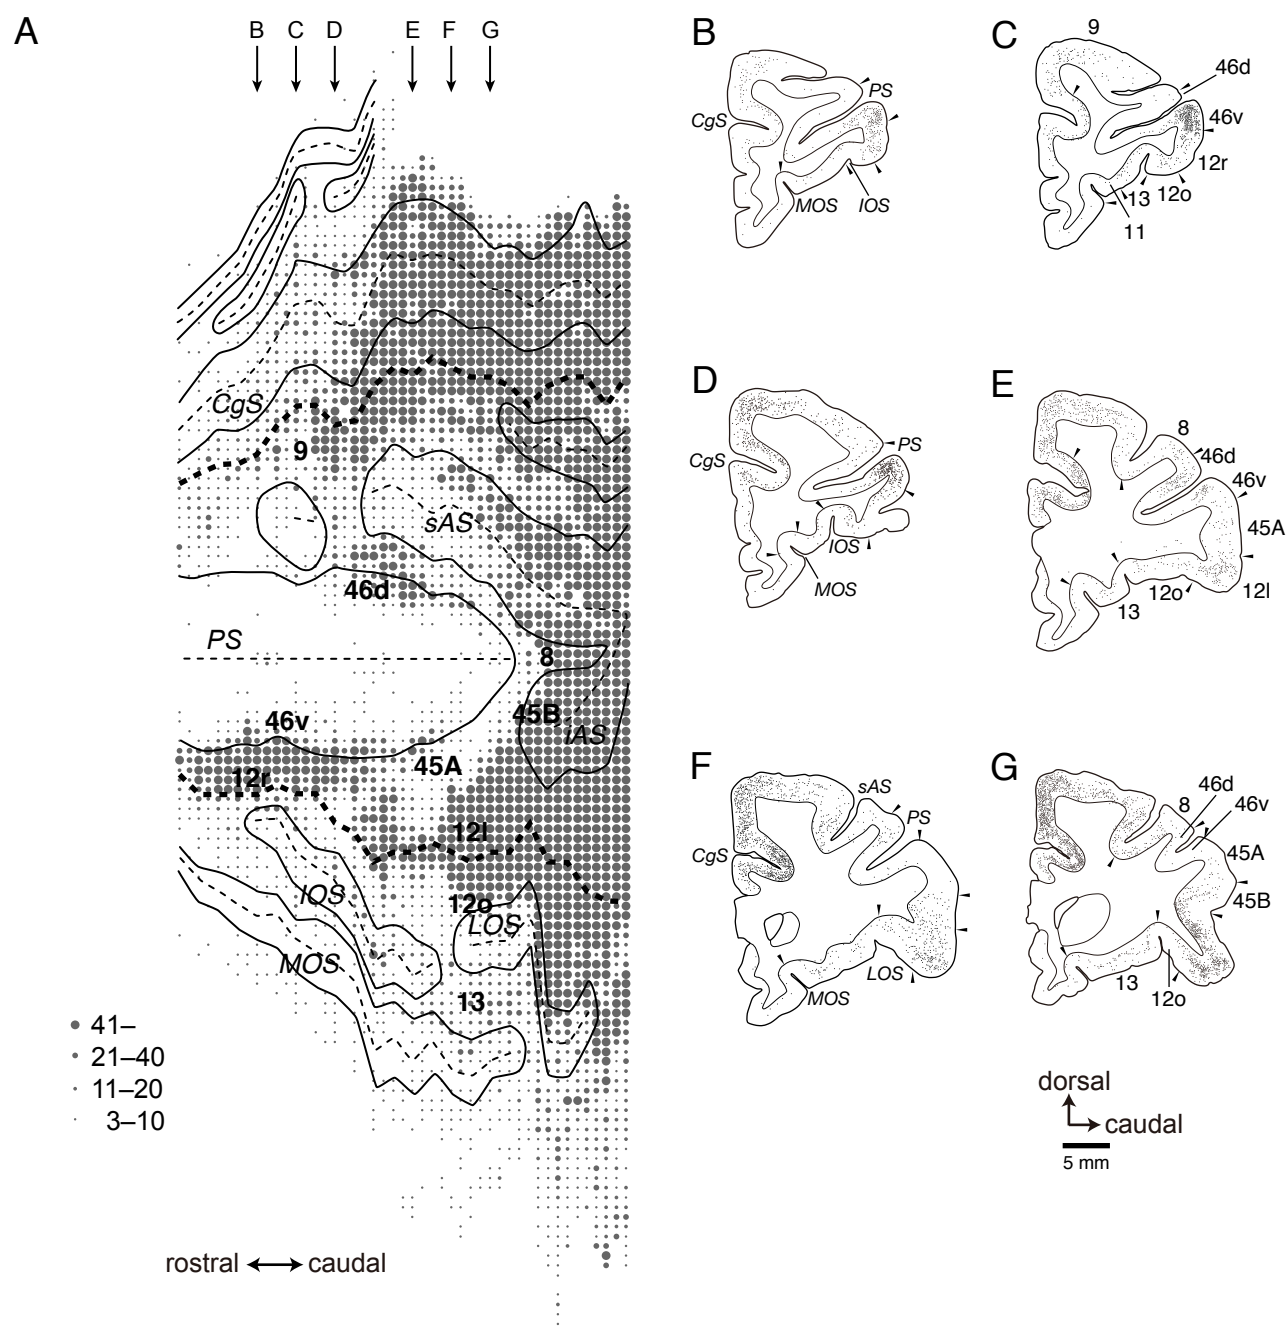 A
B C D E F G
CgS
9
sAS
46d
PS
8
46v
45B
iAS
45A
12r
12l
IOS
12o
LOS
MOS
13
41–
21–40
11–20
3–10
rostral caudal
B
PS
CgS
MOS
IOS
C
9
46d
46v
12r
13
12o
11
D
PS
CgS
IOS
MOS
E
8
46d
46v
45A
12o
12l
13
F
sAS
PS
CgS
LOS
MOS
G
46d
8
46v
45A
45B
13
12o
dorsal
caudal
5 mm